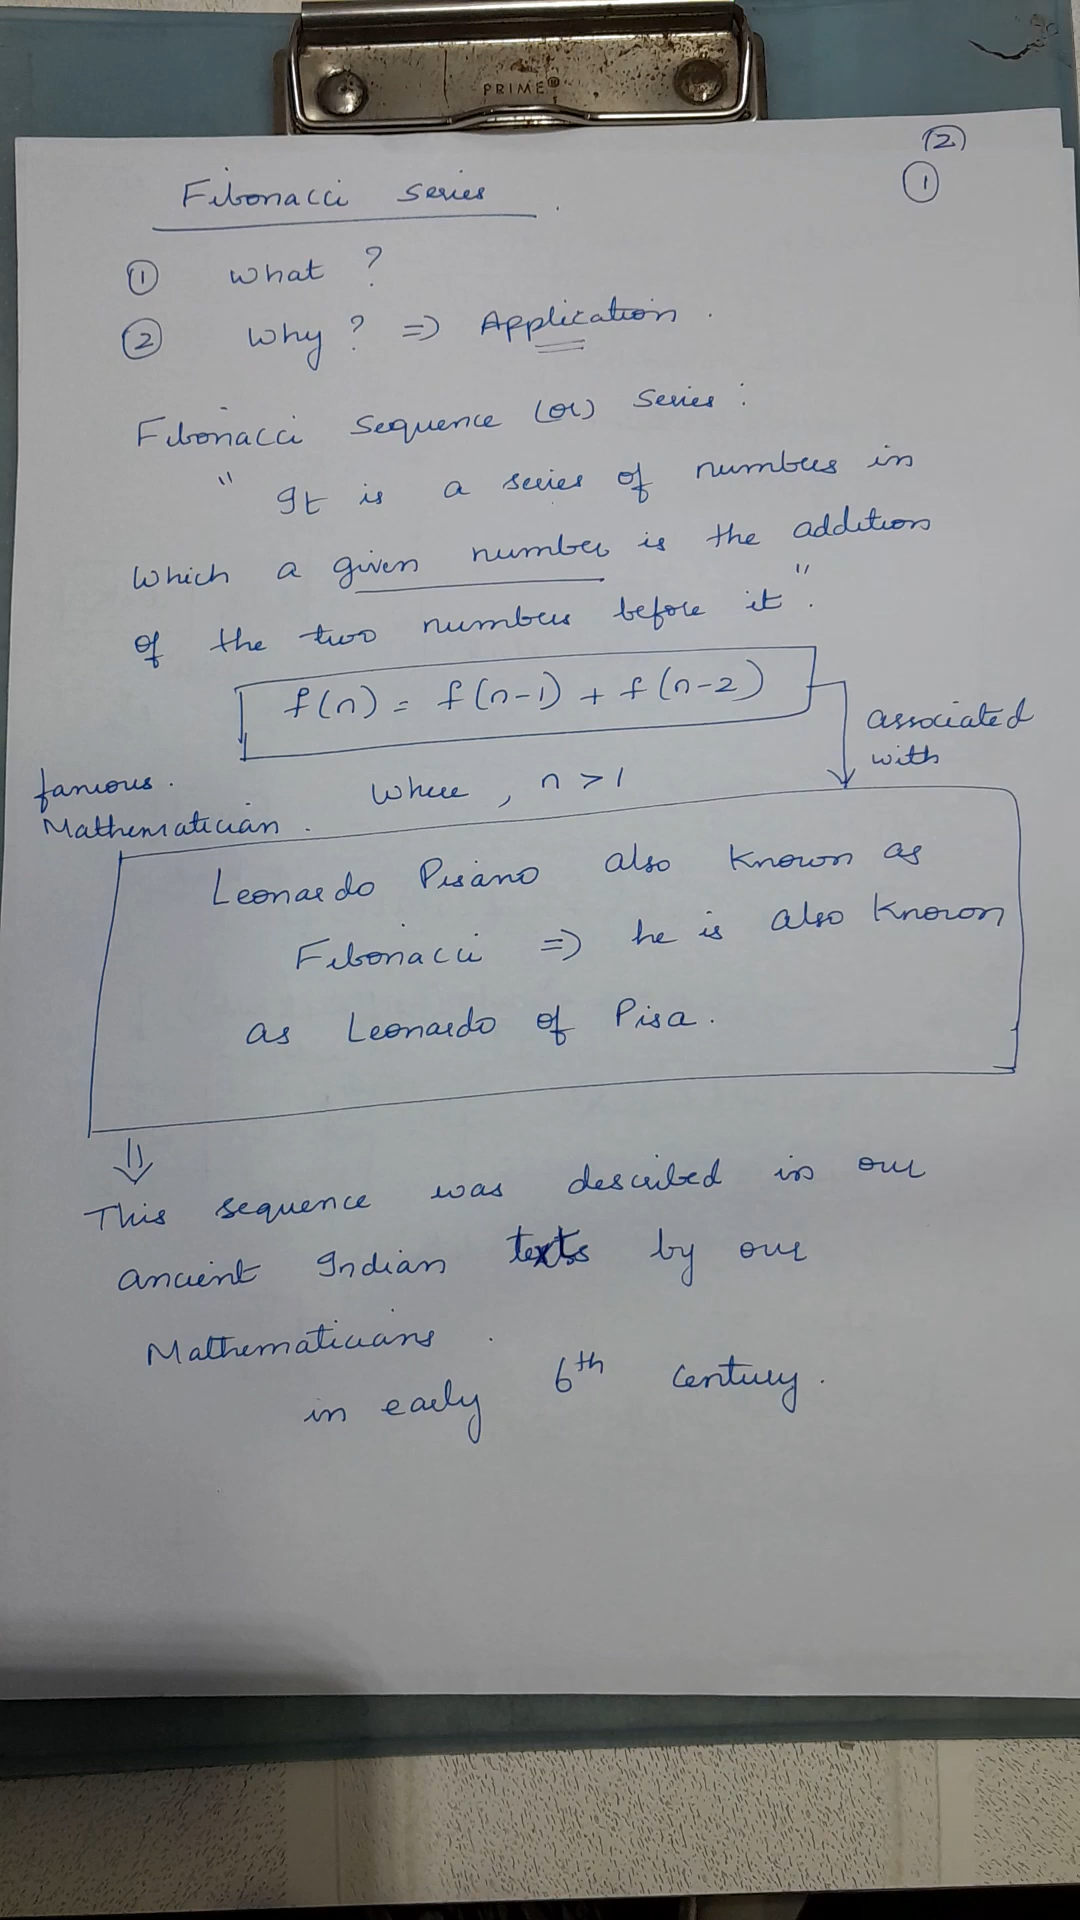 PRIME®
(2)
(1)
Fibonacci series
① What ?
② Why ? => Application.
Fibonacci Sequence (or) Series :
" It is a series of numbers in
which a given number is the addition
of the two numbers before it ".
f(n) = f(n-1) + f(n-2)
associated
with
where, n > 1
famous.
Mathematician.
Leonardo Pisano also known as
Fibonacci => he is also known
as Leonardo of Pisa.
This sequence was described in our
ancient Indian texts by our
Mathematicians.
in early 6th century.